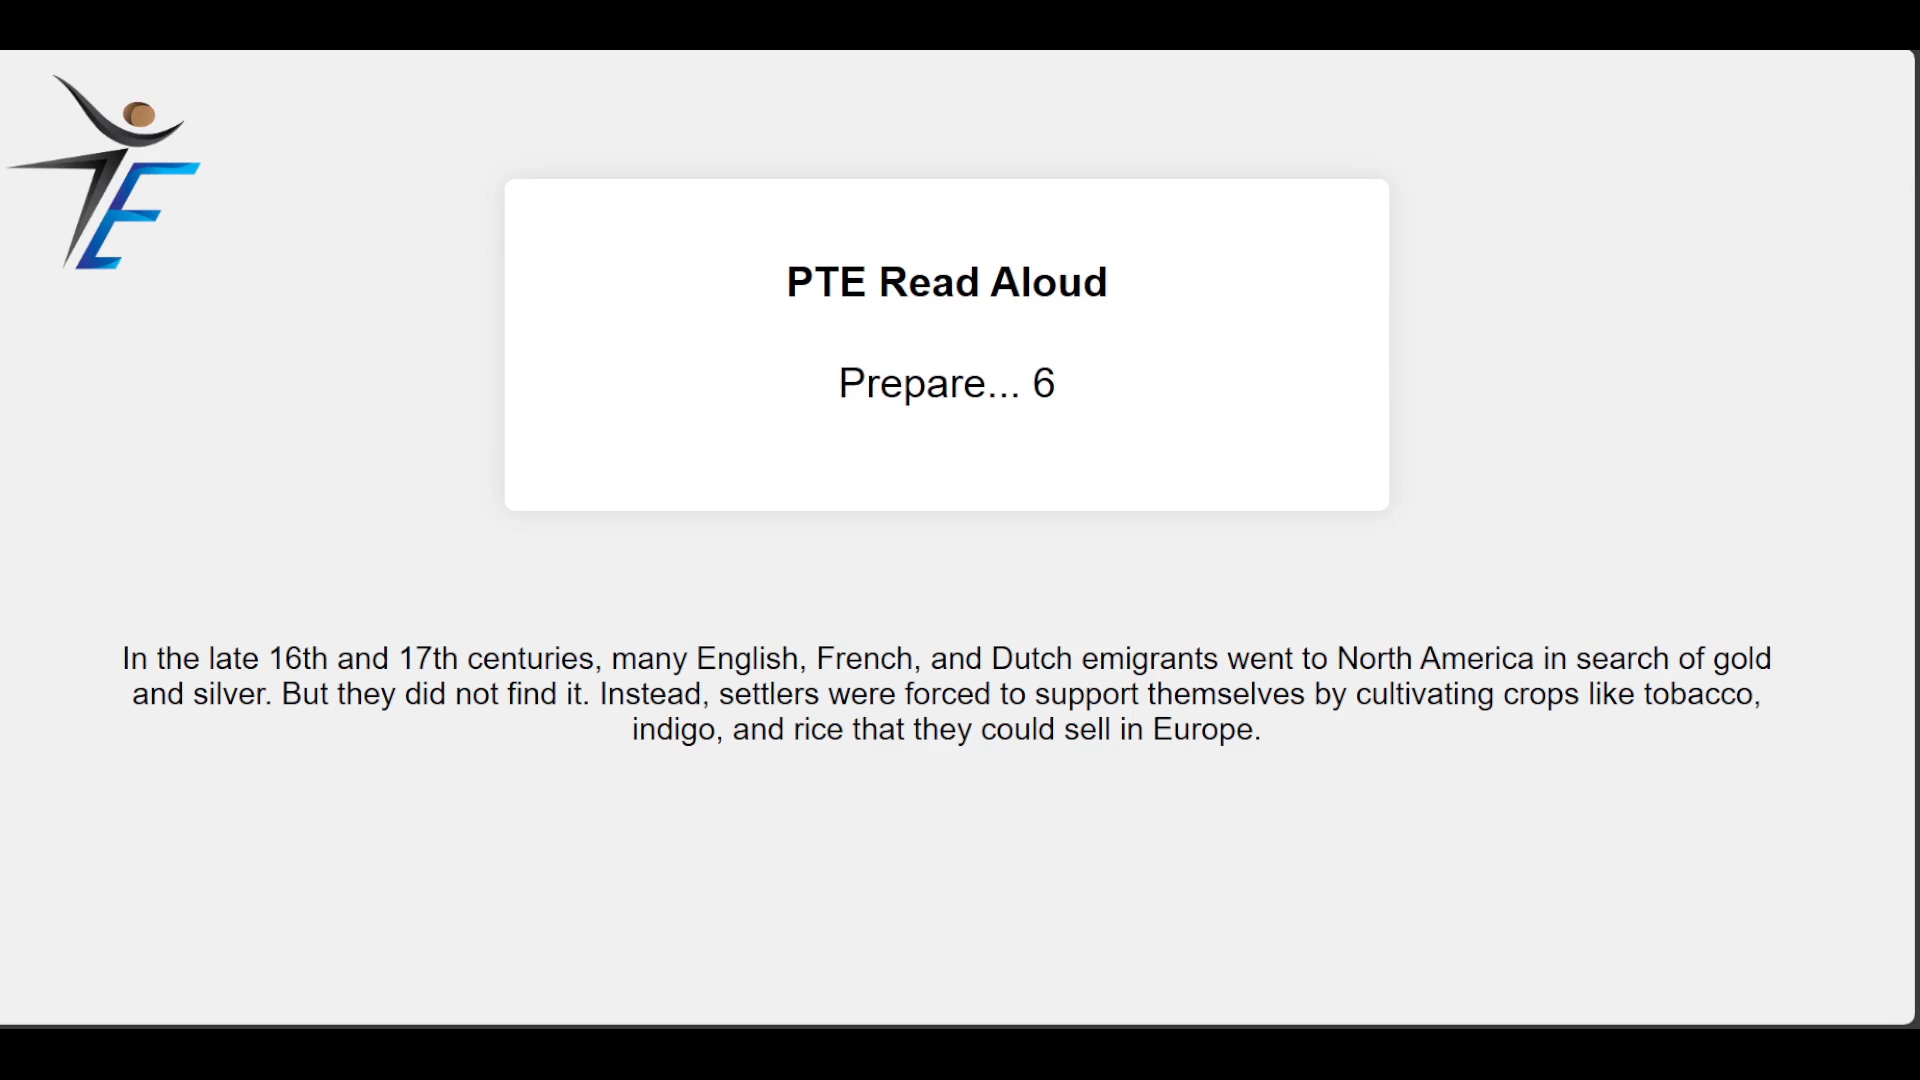 PTE Read Aloud
Prepare... 6
In the late 16th and 17th centuries, many English, French, and Dutch emigrants went to North America in search of gold
and silver. But they did not find it. Instead, settlers were forced to support themselves by cultivating crops like tobacco,
indigo, and rice that they could sell in Europe.